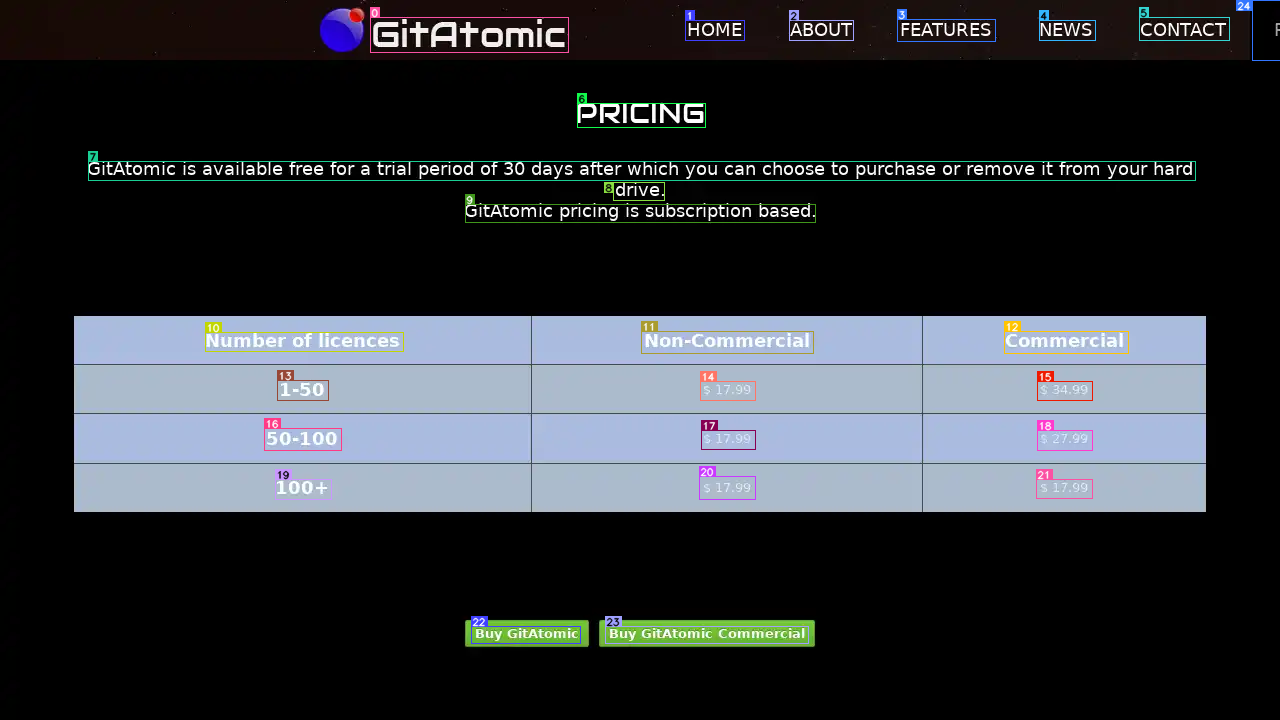 GitAtomic
HOME ABOUT FEATURES NEWS CONTACT
PRICING
GitAtomic is available free for a trial period of 30 days after which you can choose to purchase or remove it from your hard
drive.
GitAtomic pricing is subscription based.
Number of licences Non-Commercial Commercial
1-50 $ 17.99 $ 34.99
50-100 $ 17.99 $ 27.99
100+ $ 17.99 $ 17.99
Buy GitAtomic Buy GitAtomic Commercial
0
1
2
3
4
5
24
6
7
8
9
10
11
12
13
14
15
16
17
18
19
20
21
22
23